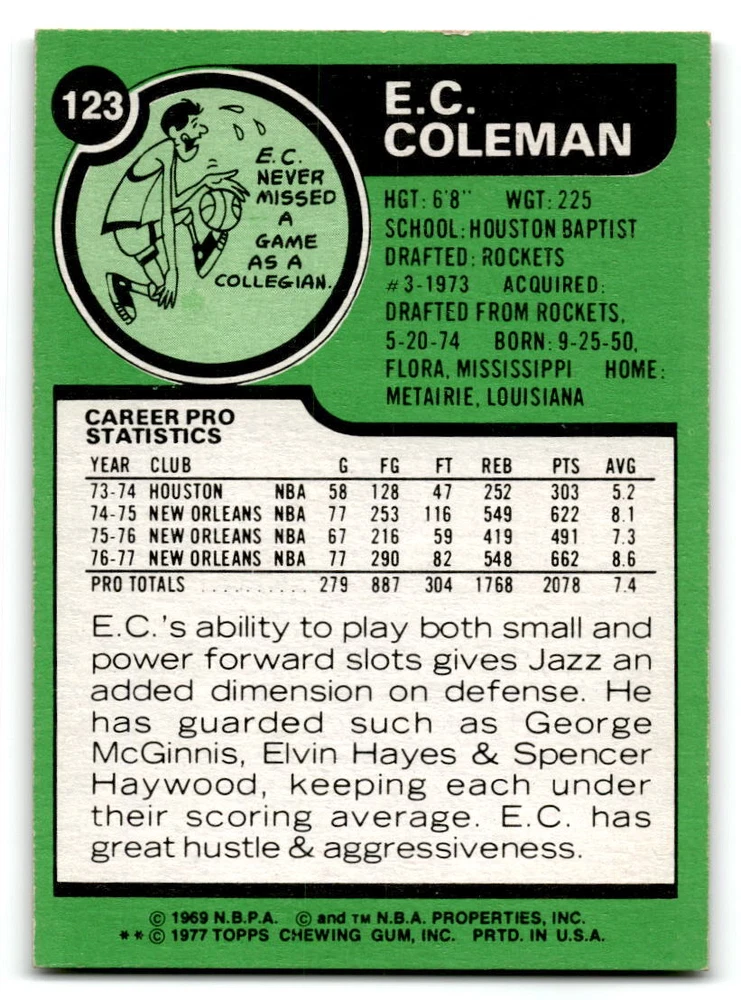 123
E.C.
COLEMAN
E.C.
NEVER
MISSED
A
GAME
AS A
COLLEGIAN.
HGT: 6'8" WGT: 225
SCHOOL: HOUSTON BAPTIST
DRAFTED: ROCKETS
#3-1973 ACQUIRED:
DRAFTED FROM ROCKETS,
5-20-74 BORN: 9-25-50,
FLORA, MISSISSIPPI HOME:
METAIRIE, LOUISIANA
CAREER PRO
STATISTICS
YEAR CLUB G FG FT REB PTS AVG
73-74 HOUSTON NBA 58 128 47 252 303 5.2
74-75 NEW ORLEANS NBA 77 253 116 549 622 8.1
75-76 NEW ORLEANS NBA 67 216 59 419 491 7.3
76-77 NEW ORLEANS NBA 77 290 82 548 662 8.6
PRO TOTALS .......... 279 887 304 1768 2078 7.4
E.C.'s ability to play both small and
power forward slots gives Jazz an
added dimension on defense. He
has guarded such as George
McGinnis, Elvin Hayes & Spencer
Haywood, keeping each under
their scoring average. E.C. has
great hustle & aggressiveness.
© 1969 N.B.P.A. © and TM N.B.A. PROPERTIES, INC.
**© 1977 TOPPS CHEWING GUM, INC. PRTD. IN U.S.A.